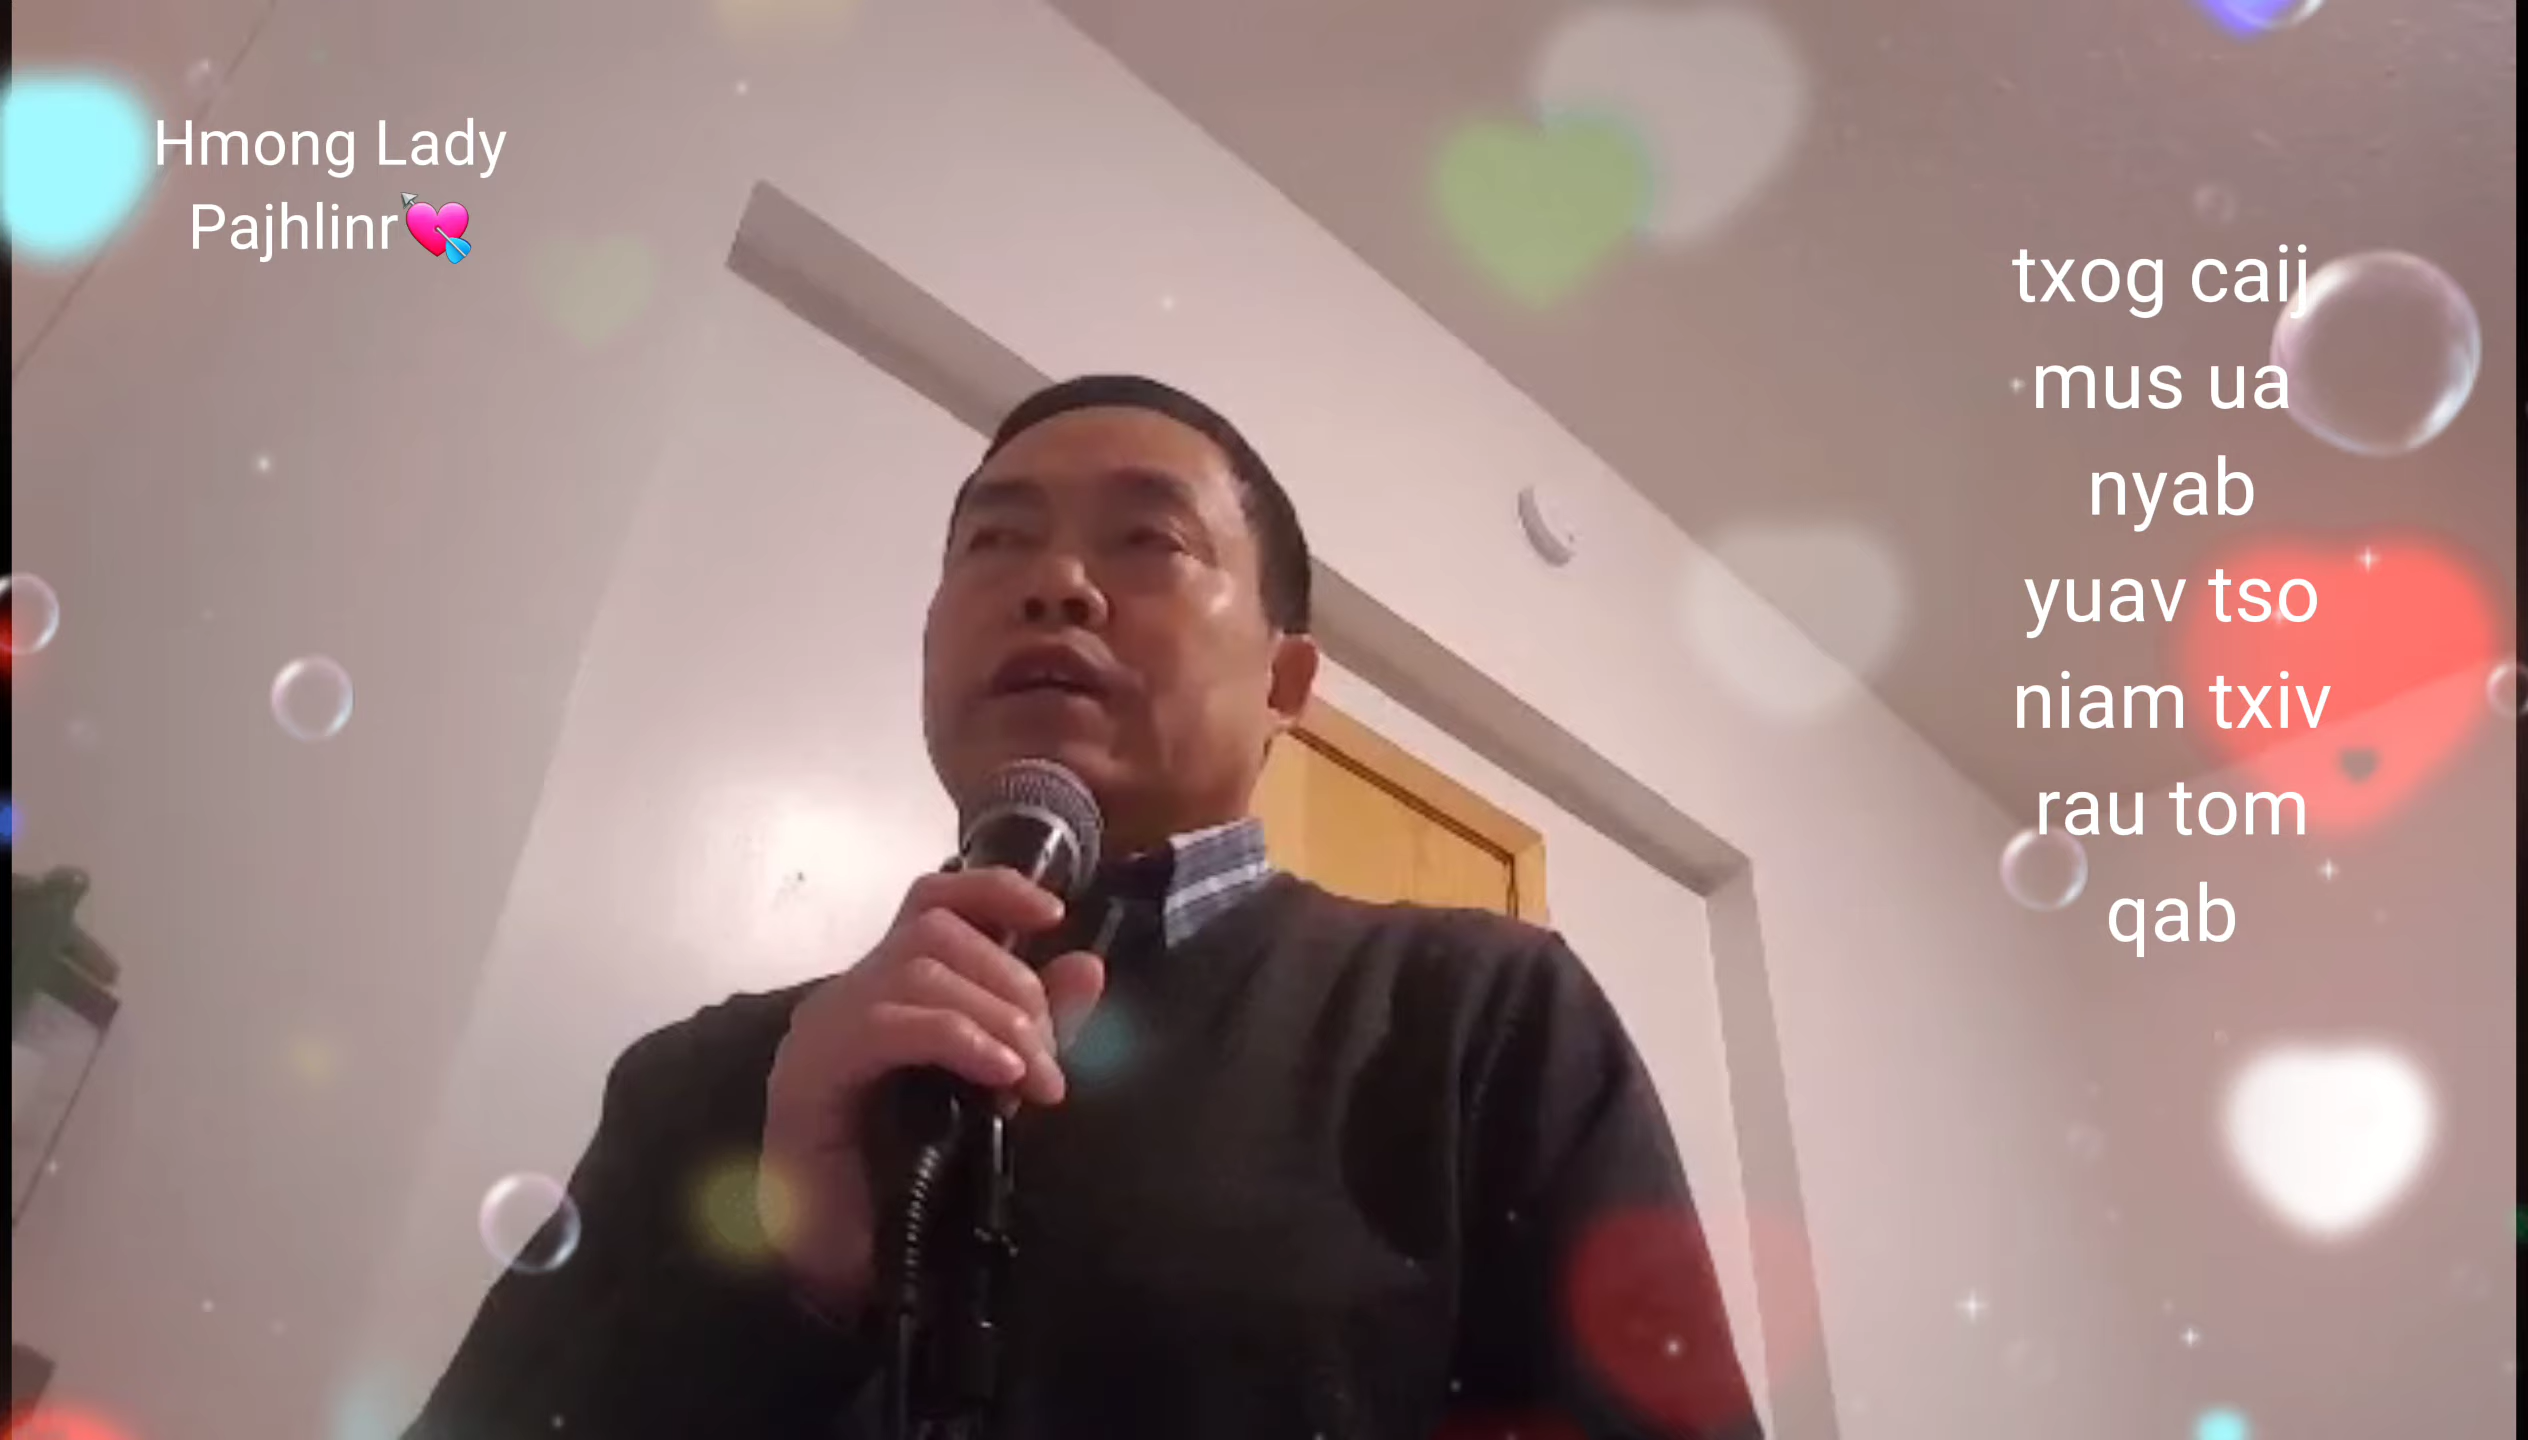 Hmong Lady
Pajhlinr💘
txog caij
mus ua
nyab
yuav tso
niam txiv
rau tom
qab